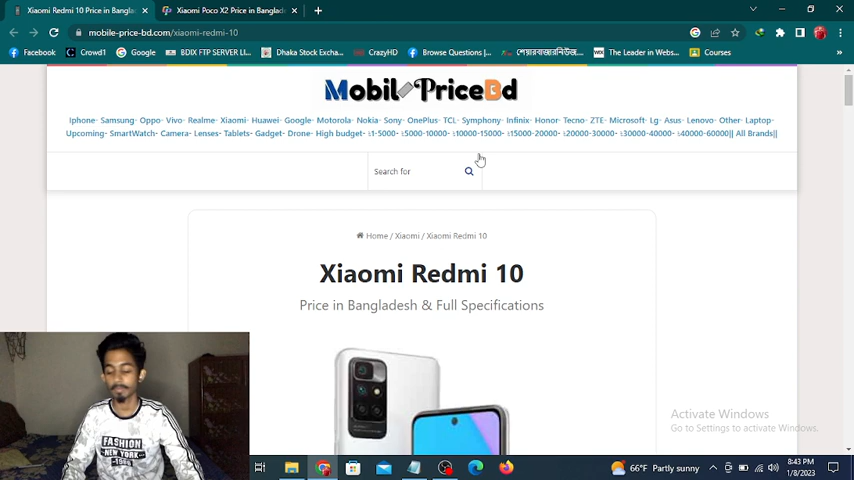 Xiaomi Redmi 10 Price in Banglad
Xiaomi Poco X2 Price in Banglade
mobile-price-bd.com/xiaomi-redmi-10
Facebook Crowd1 Google BDIX FTP SERVER LI... Dhaka Stock Exchan... CrazyHD Browse Questions |... শেয়ারবাজারনিউজ... The Leader in Webs... Courses
MobilePriceBd
Iphone- Samsung- Oppo- Vivo- Realme- Xiaomi- Huawei- Google- Motorola- Nokia- Sony- OnePlus- TCL- Symphony- Infinix- Honor- Tecno- ZTE- Microsoft- Lg- Asus- Lenovo- Other- Laptop-
Upcoming- SmartWatch- Camera- Lenses- Tablets- Gadget- Drone- High budget- ৳1-5000- ৳5000-10000- ৳10000-15000- ৳15000-20000- ৳20000-30000- ৳30000-40000- ৳40000-60000|| All Brands||
Search for
Home / Xiaomi / Xiaomi Redmi 10
Xiaomi Redmi 10
Price in Bangladesh & Full Specifications
Activate Windows
Go to Settings to activate Windows.
FASHION
NEW YORK
66°F Partly sunny
8:43 PM
1/8/2023